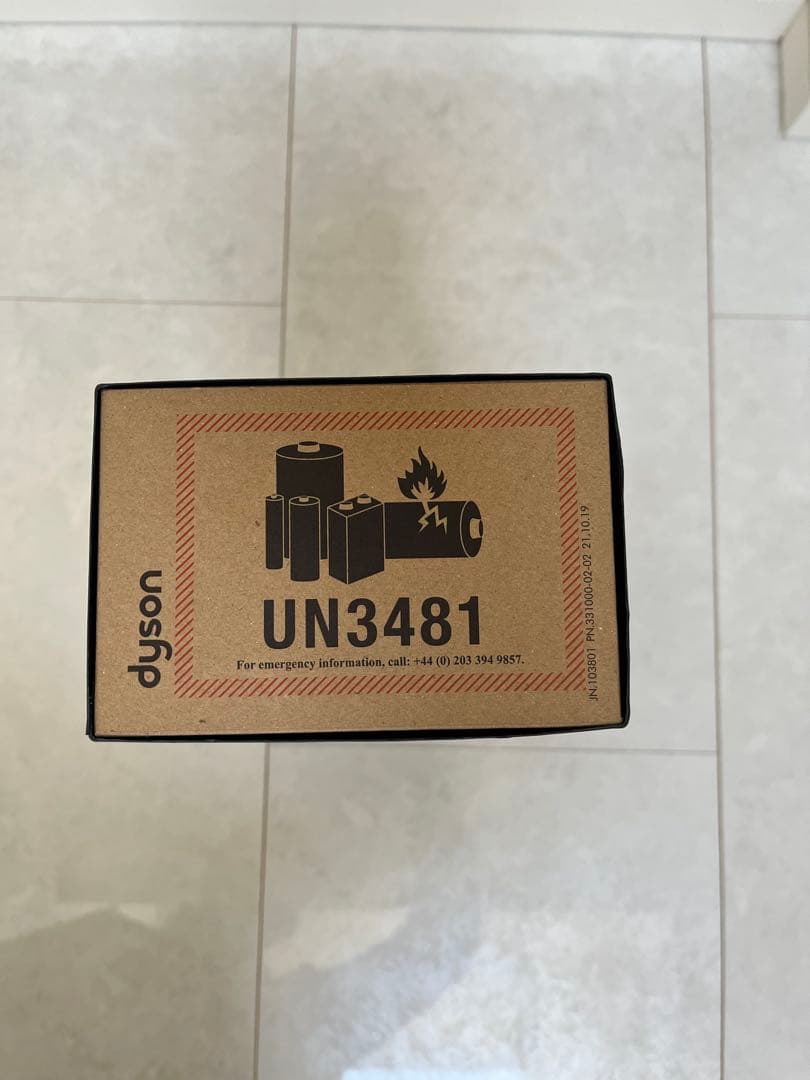 dyson
UN3481
For emergency information, call: +44 (0) 203 394 9857.
JN.103801 PN.331000-02-02 21.10.19